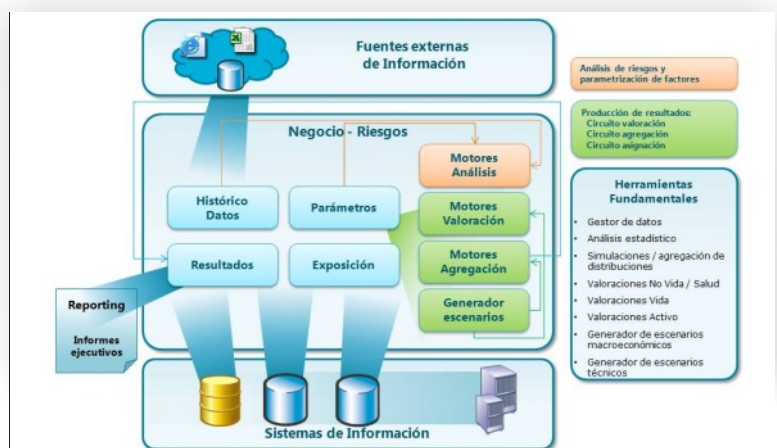 Fuentes externas
de Información
Análisis de riesgos y
parametrización de factores
Producción de resultados:
Circuito valoración
Circuito agregación
Circuito asignación
Negocio - Riesgos
Motores
Análisis
Histórico
Datos
Parámetros
Motores
Valoración
Resultados
Exposición
Motores
Agregación
Generador
escenarios
Reporting
Informes
ejecutivos
Herramientas
Fundamentales
• Gestor de datos
• Análisis estadístico
• Simulaciones / agregación de
distribuciones
• Valoraciones No Vida / Salud
• Valoraciones Vida
• Valoraciones Activo
• Generador de escenarios
macroeconómicos
• Generador de escenarios
técnicos
Sistemas de Información